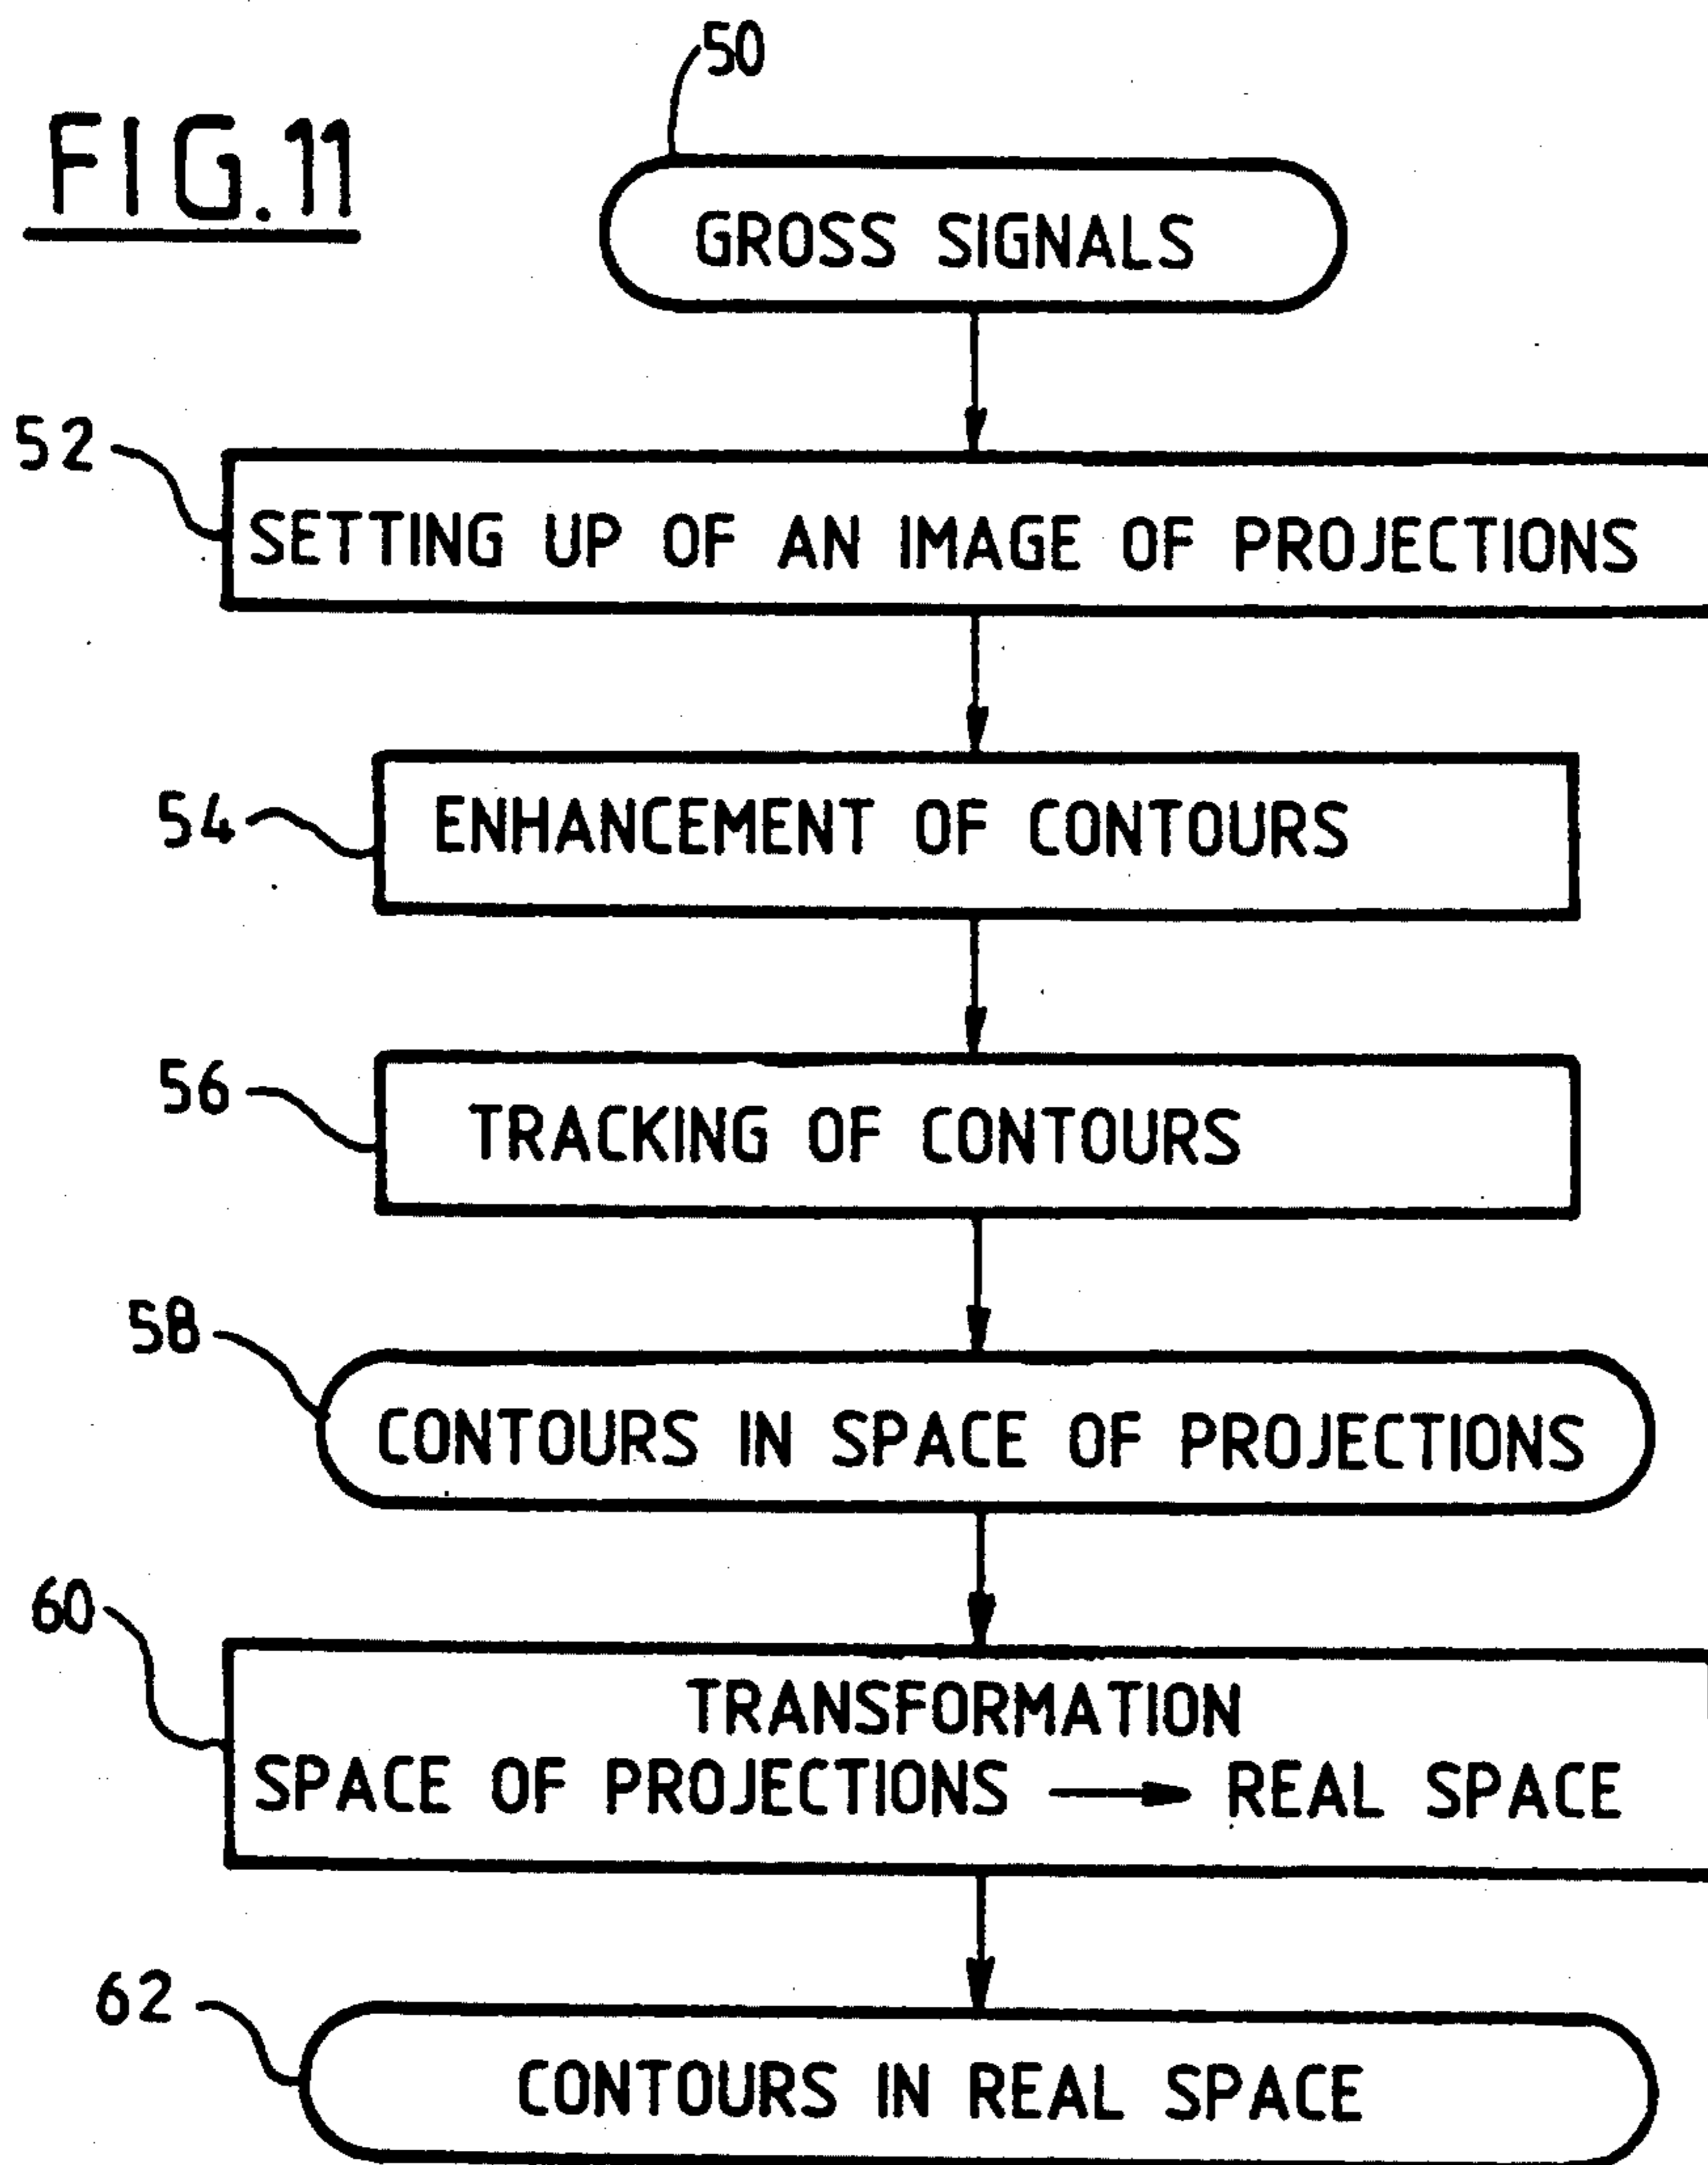 50
FIG.11
GROSS SIGNALS
52
SETTING UP OF AN IMAGE OF PROJECTIONS
54
ENHANCEMENT OF CONTOURS
56
TRACKING OF CONTOURS
58
CONTOURS IN SPACE OF PROJECTIONS
60
TRANSFORMATION
SPACE OF PROJECTIONS → REAL SPACE
62
CONTOURS IN REAL SPACE